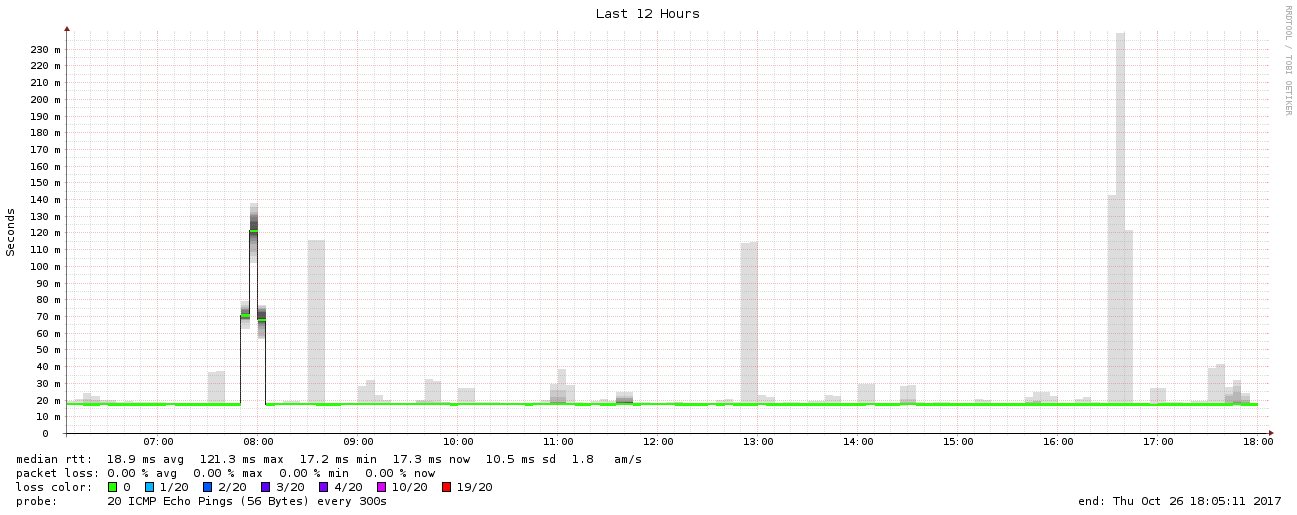 Last 12 Hours
RRDTOOL / TOBI OETIKER
Seconds
230 m
220 m
210 m
200 m
190 m
180 m
170 m
160 m
150 m
140 m
130 m
120 m
110 m
100 m
90 m
80 m
70 m
60 m
50 m
40 m
30 m
20 m
10 m
0
07:00 08:00 09:00 10:00 11:00 12:00 13:00 14:00 15:00 16:00 17:00 18:00
median rtt: 18.9 ms avg 121.3 ms max 17.2 ms min 17.3 ms now 10.5 ms sd 1.8 am/s
packet loss: 0.00 % avg 0.00 % max 0.00 % min 0.00 % now
loss color: 0 1/20 2/20 3/20 4/20 10/20 19/20
probe: 20 ICMP Echo Pings (56 Bytes) every 300s end: Thu Oct 26 18:05:11 2017